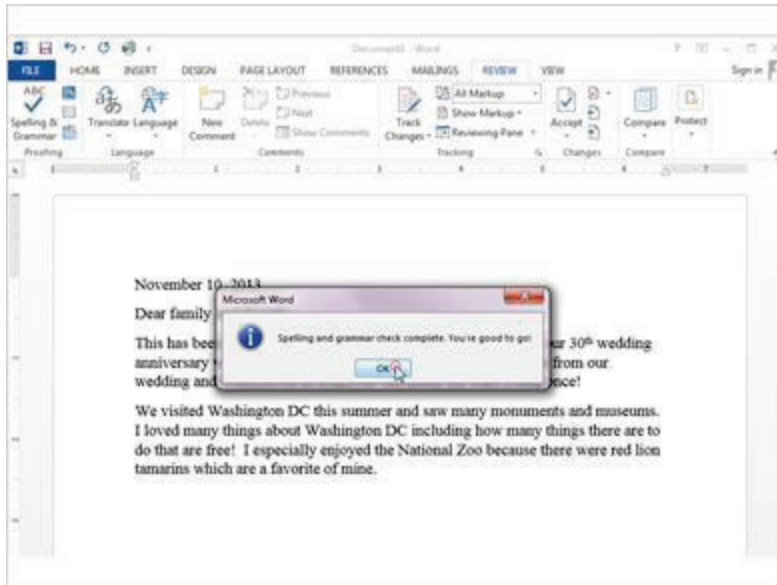 Document1 - Word
FILE HOME INSERT DESIGN PAGE LAYOUT REFERENCES MAILINGS REVIEW VIEW Sign in
ABC
Spelling & Grammar
Translate Language
New Comment
Delete
Previous
Next
Show Comments
Track Changes
All Markup
Show Markup
Reviewing Pane
Accept
Compare
Protect
Proofing Language Comments Tracking Changes Compare
November 10, 2013
Dear family
Microsoft Word
Spelling and grammar check complete. You're good to go!
OK
This has bee ur 30th wedding
anniversary from our
wedding and once!
We visited Washington DC this summer and saw many monuments and museums.
I loved many things about Washington DC including how many things there are to
do that are free! I especially enjoyed the National Zoo because there were red lion
tamarins which are a favorite of mine.